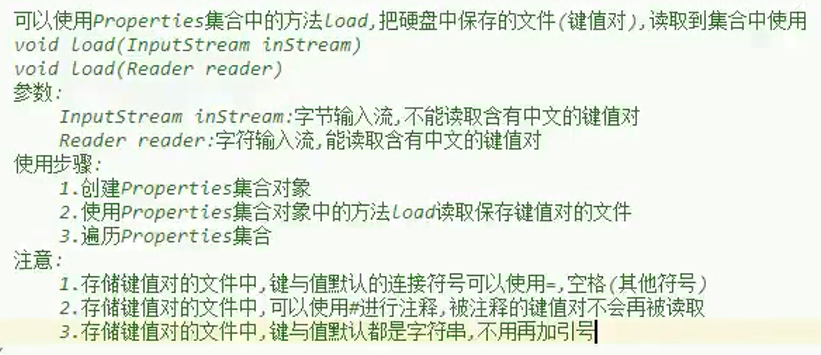 可以使用Properties集合中的方法load,把硬盘中保存的文件(键值对),读取到集合中使用
void load(InputStream inStream)
void load(Reader reader)
参数:
InputStream inStream:字节输入流,不能读取含有中文的键值对
Reader reader:字符输入流,能读取含有中文的键值对
使用步骤:
1.创建Properties集合对象
2.使用Properties集合对象中的方法load读取保存键值对的文件
3.遍历Properties集合
注意:
1.存储键值对的文件中,键与值默认的连接符号可以使用=,空格(其他符号)
2.存储键值对的文件中,可以使用#进行注释,被注释的键值对不会再被读取
3.存储键值对的文件中,键与值默认都是字符串,不用再加引号